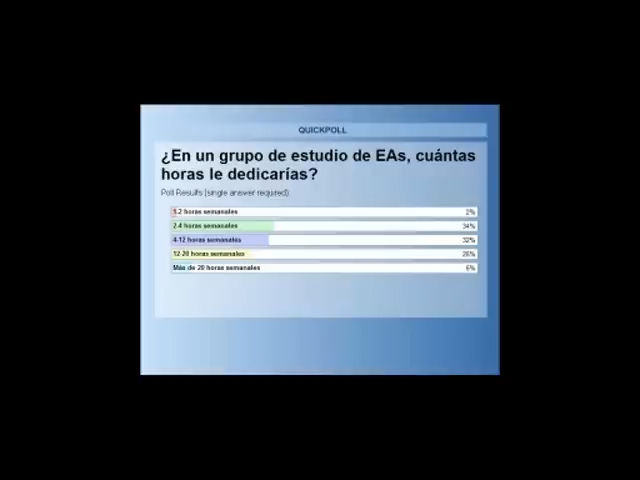 QUICKPOLL
¿En un grupo de estudio de EAs, cuántas
horas le dedicarías?
Poll Results (single answer required):
1-2 horas semanales 2%
2-4 horas semanales 34%
4-12 horas semanales 32%
12-20 horas semanales 26%
Más de 20 horas semanales 6%